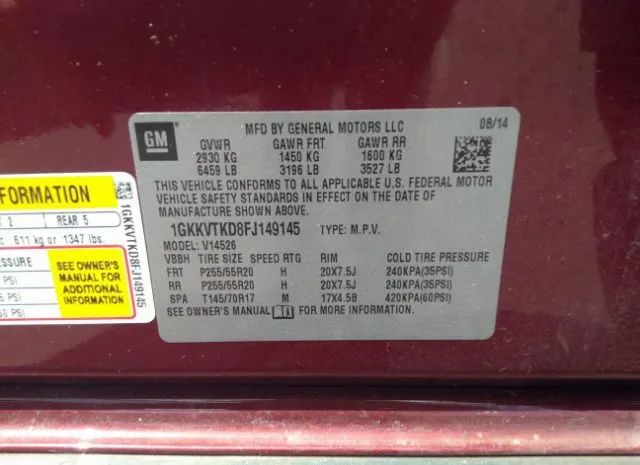 GM
MFD BY GENERAL MOTORS LLC 08/14
GVWR GAWR FRT GAWR RR
2930 KG 1450 KG 1600 KG
6459 LB 3196 LB 3527 LB
THIS VEHICLE CONFORMS TO ALL APPLICABLE U.S. FEDERAL MOTOR
VEHICLE SAFETY STANDARDS IN EFFECT ON THE DATE OF
MANUFACTURE SHOWN ABOVE.
1GKKVTKD8FJ149145 TYPE: M.P.V.
MODEL: V14526
VBBH TIRE SIZE SPEED RTG RIM COLD TIRE PRESSURE
FRT P255/55R20 H 20X7.5J 240KPA(35PSI)
RR P255/55R20 H 20X7.5J 240KPA(35PSI)
SPA T145/70R17 M 17X4.5B 420KPA(60PSI)
SEE OWNER'S MANUAL i FOR MORE INFORMATION.
FORMATION
2 REAR 5
611 kg or 1347 lbs.
SSURE
PSI
PSI
PSI
SEE OWNER'S
MANUAL FOR
ADDITIONAL
INFORMATION
1GKKVTKD8FJ149145